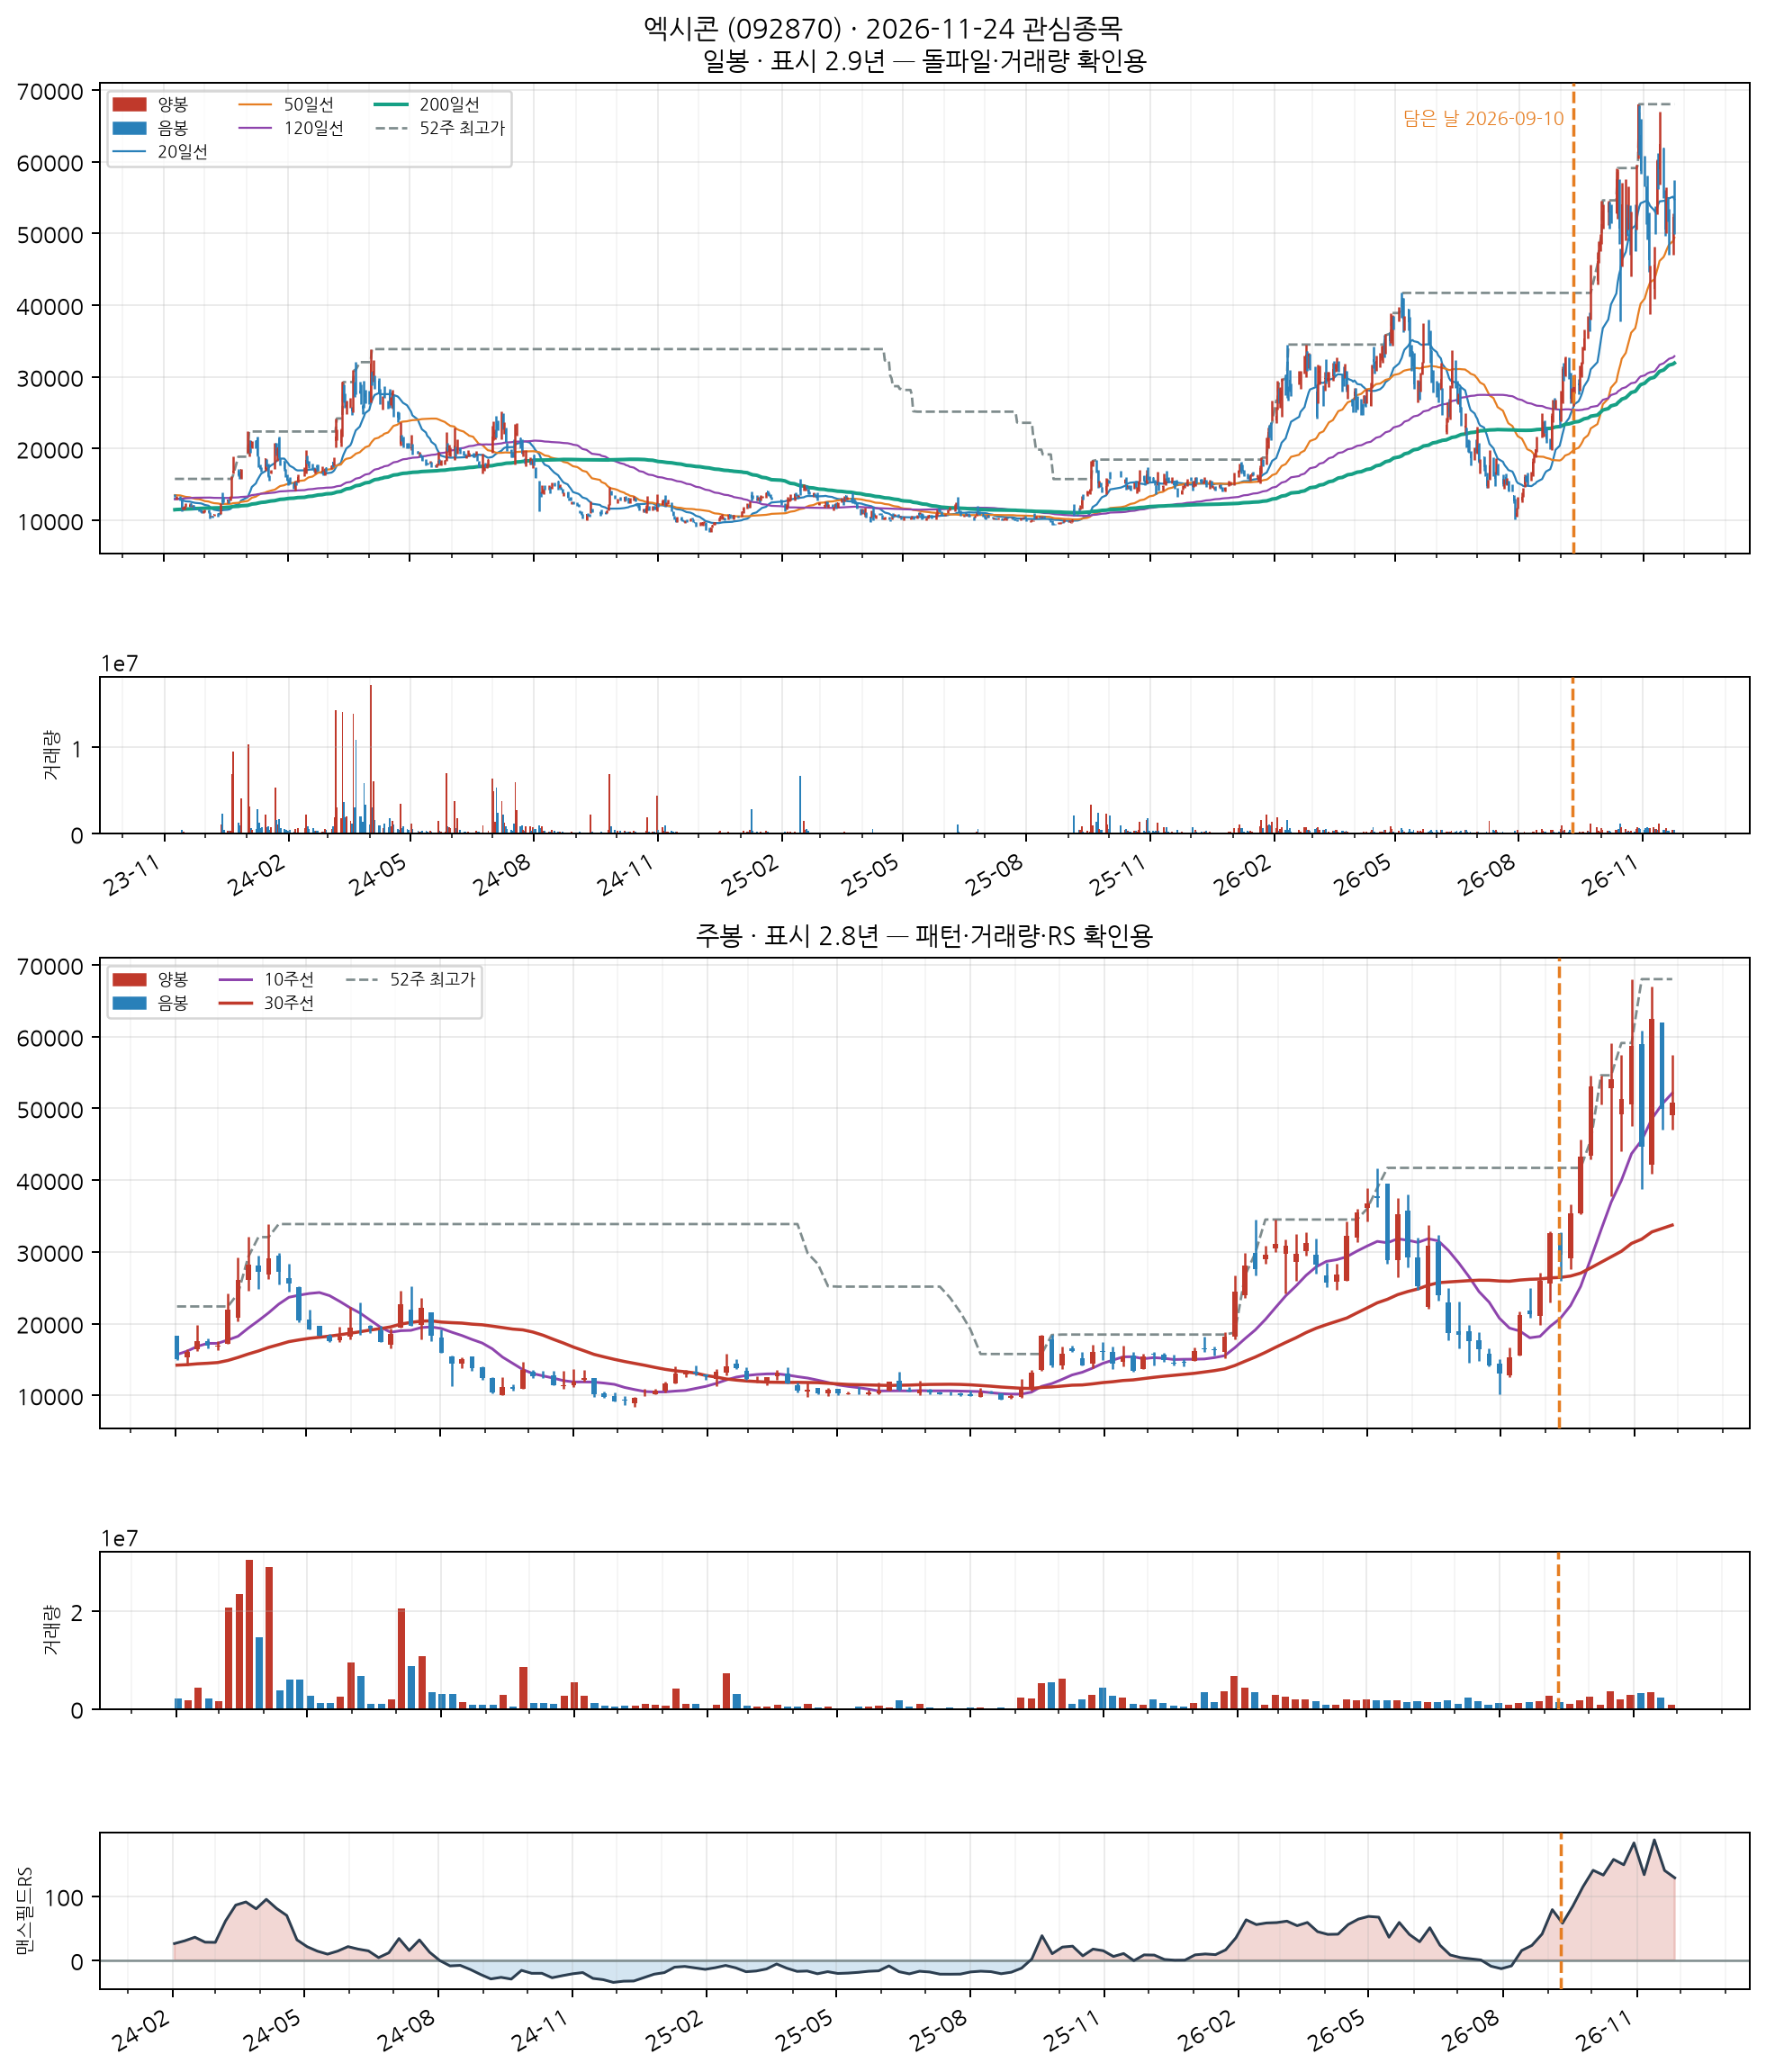 엑시콘 (092870) · 2026-11-24 관심종목
일봉 · 표시 2.9년 — 돌파일·거래량 확인용
70000
60000
50000
40000
30000
20000
10000
양봉
음봉
20일선
50일선
120일선
200일선
52주 최고가
담은 날 2026-09-10
1e7
거래량
1
0
23-11
24-02
24-05
24-08
24-11
25-02
25-05
25-08
25-11
26-02
26-05
26-08
26-11
주봉 · 표시 2.8년 — 패턴·거래량·RS 확인용
70000
60000
50000
40000
30000
20000
10000
양봉
음봉
10주선
30주선
52주 최고가
1e7
거래량
2
0
맨스필드RS
100
0
24-02
24-05
24-08
24-11
25-02
25-05
25-08
25-11
26-02
26-05
26-08
26-11